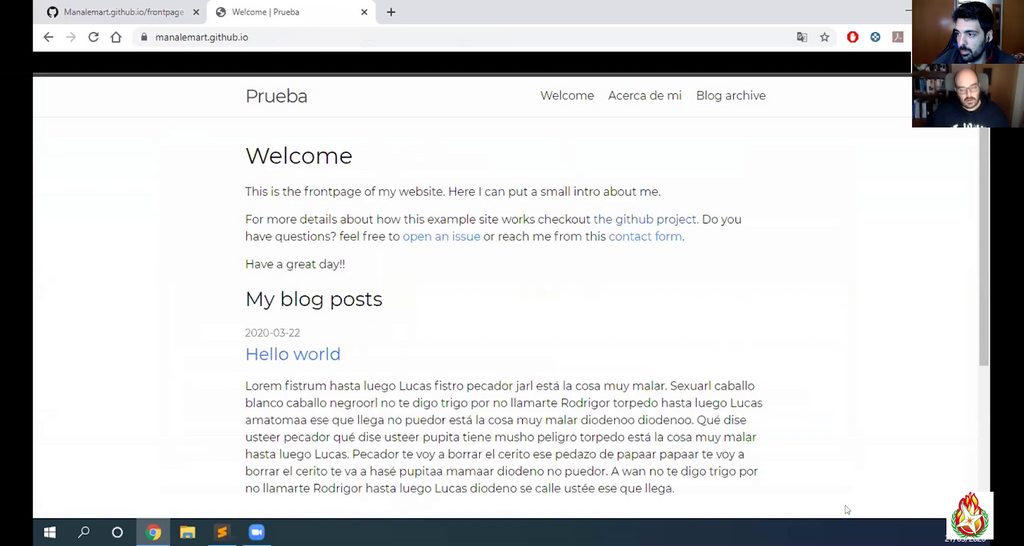 Manalemart.github.io/frontpage
Welcome | Prueba
manalemart.github.io
Prueba
Welcome
Acerca de mi
Blog archive
Welcome
This is the frontpage of my website. Here I can put a small intro about me.
For more details about how this example site works checkout the github project. Do you
have questions? feel free to open an issue or reach me from this contact form.
Have a great day!!
My blog posts
2020-03-22
Hello world
Lorem fistrum hasta luego Lucas fistro pecador jarl está la cosa muy malar. Sexuarl caballo
blanco caballo negroorl no te digo trigo por no llamarte Rodrigor torpedo hasta luego Lucas
amatomaa ese que llega no puedor está la cosa muy malar diodenoo diodenoo. Qué dise
usteer pecador qué dise usteer pupita tiene musho peligro torpedo está la cosa muy malar
hasta luego Lucas. Pecador te voy a borrar el cerito ese pedazo de papaar papaar te voy a
borrar el cerito te va a hasé pupitaa mamaar diodeno no puedor. A wan no te digo trigo por
no llamarte Rodrigor hasta luego Lucas diodeno se calle ustée ese que llega.